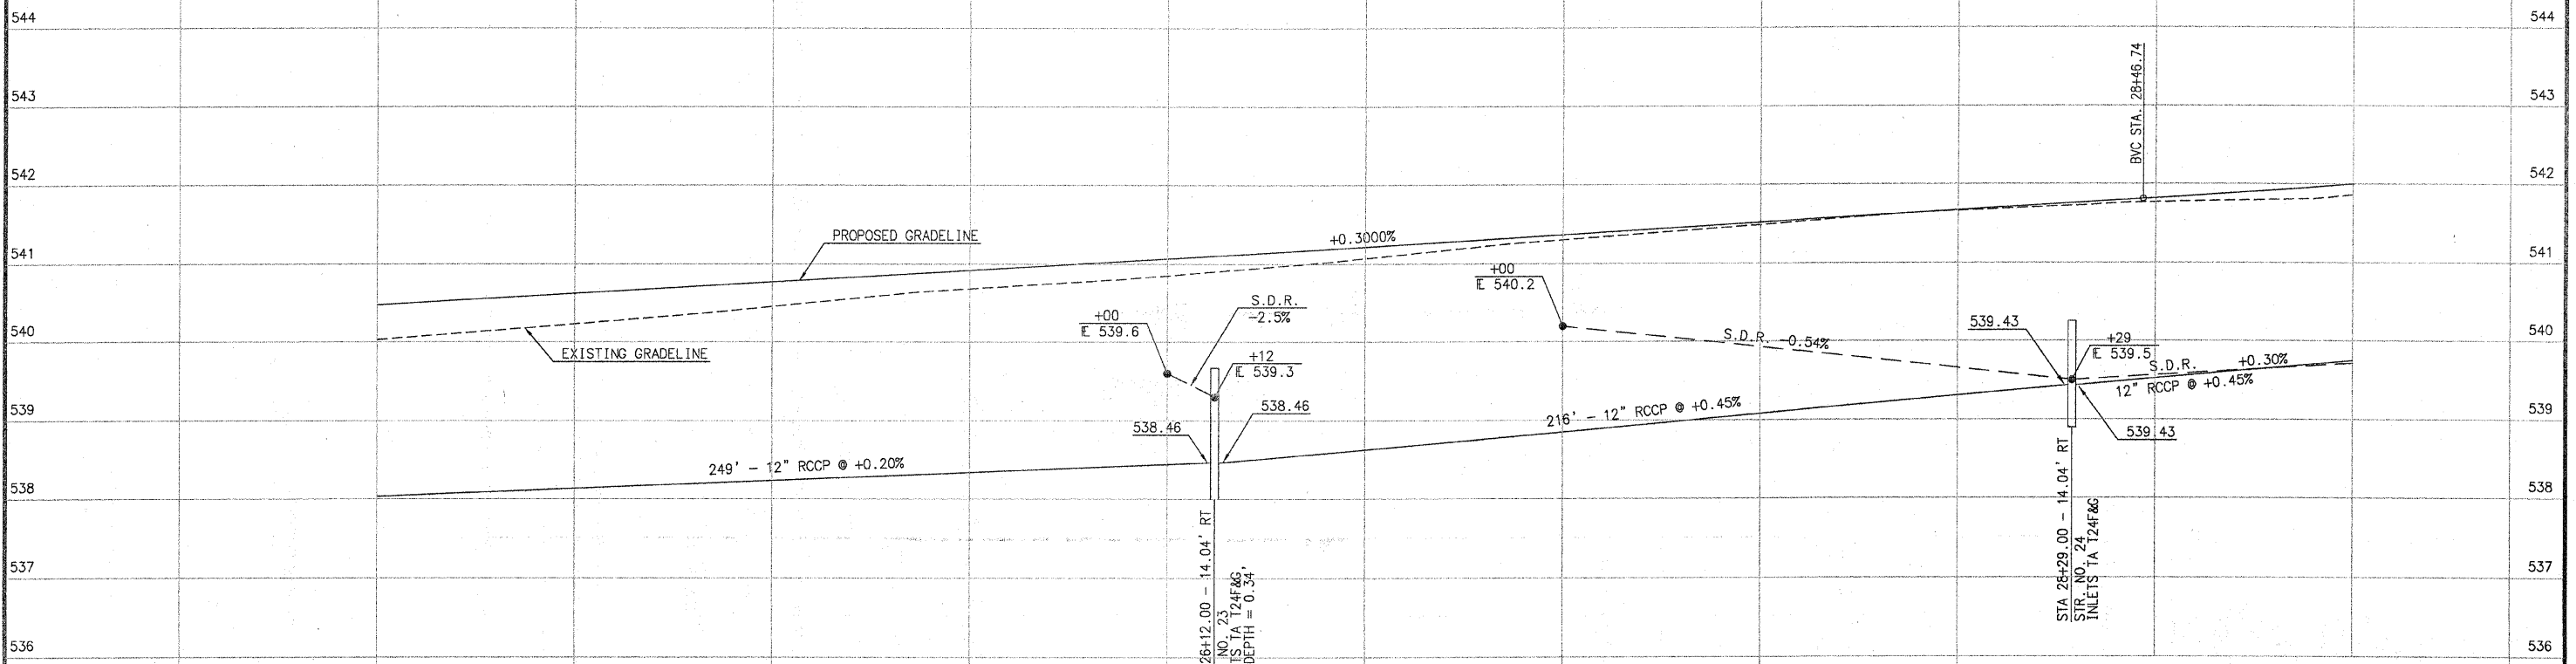 544
544
543
543
542
542
541
541
540
540
539
539
538
538
537
537
536
536
BVC STA. 28+46.74
PROPOSED GRADELINE
+0.3000%
EXISTING GRADELINE
+00
℄ 539.6
S.D.R.
-2.5%
+12
℄ 539.3
538.46
538.46
249' - 12" RCCP @ +0.20%
+00
℄ 540.2
S.D.R. -0.54%
216' - 12" RCCP @ +0.45%
539.43
+29
℄ 539.5
S.D.R. +0.30%
12" RCCP @ +0.45%
539.43
26+12.00 - 14.04' RT
NO. 23
TS TA T24F&G,
DEPTH = 0.34'
STA 28+29.00 - 14.04' RT
STR. NO. 24
INLETS TA T24F&G